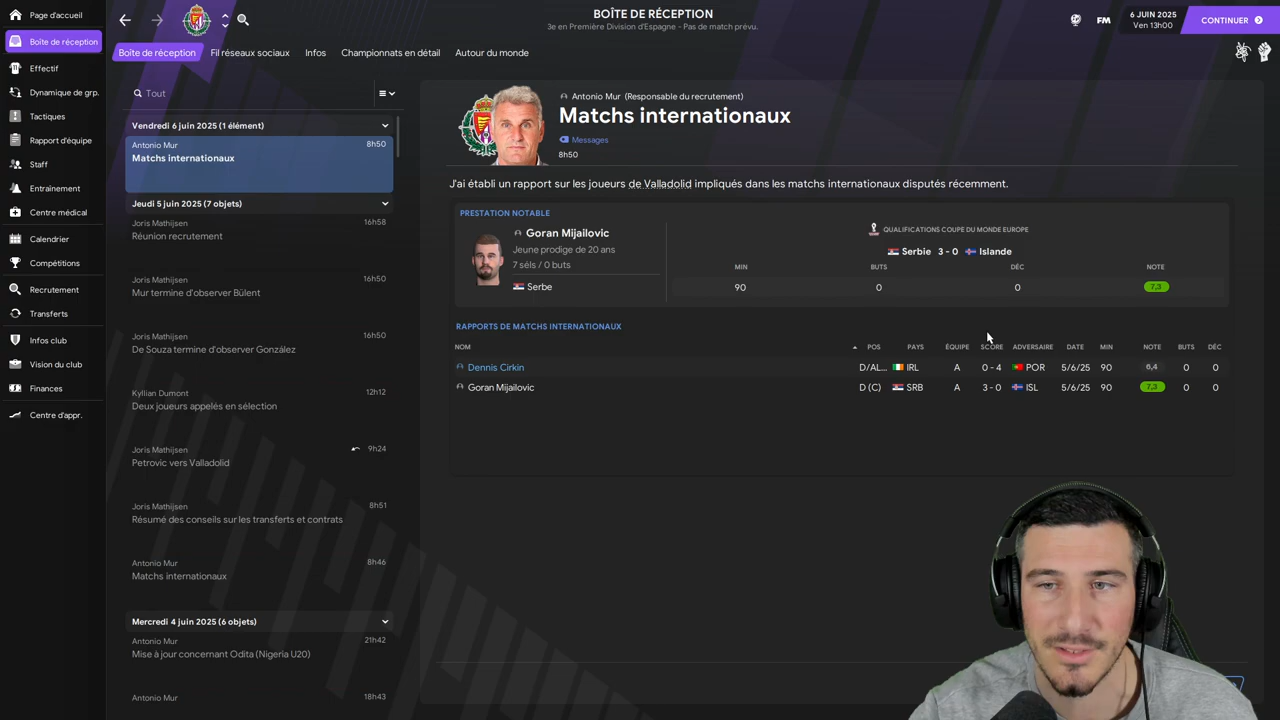 Page d'accueil
Boîte de réception
Effectif
Dynamique de grp.
Tactiques
Rapport d'équipe
Staff
Entraînement
Centre médical
Calendrier
Compétitions
Recrutement
Transferts
Infos club
Vision du club
Finances
Centre d'appr.
BOÎTE DE RÉCEPTION
3e en Première Division d'Espagne - Pas de match prévu.
FM
6 JUIN 2025
Ven 13h00
CONTINUER
Boîte de réception Fil réseaux sociaux Infos Championnats en détail Autour du monde
Tout
Vendredi 6 juin 2025 (1 élément)
Antonio Mur 8h50
Matchs internationaux
Jeudi 5 juin 2025 (7 objets)
Joris Mathijsen 16h58
Réunion recrutement
Joris Mathijsen 16h50
Mur termine d'observer Bülent
Joris Mathijsen 16h50
De Souza termine d'observer González
Kyllian Dumont 12h12
Deux joueurs appelés en sélection
Joris Mathijsen 9h24
Petrovic vers Valladolid
Joris Mathijsen 8h51
Résumé des conseils sur les transferts et contrats
Antonio Mur 8h46
Matchs internationaux
Mercredi 4 juin 2025 (6 objets)
Antonio Mur 21h42
Mise à jour concernant Odita (Nigeria U20)
Antonio Mur 18h43
Antonio Mur (Responsable du recrutement)
Matchs internationaux
Messages
8h50
J'ai établi un rapport sur les joueurs de Valladolid impliqués dans les matchs internationaux disputés récemment.
PRESTATION NOTABLE
Goran Mijailovic
Jeune prodige de 20 ans
7 séls / 0 buts
Serbe
QUALIFICATIONS COUPE DU MONDE EUROPE
Serbie 3 - 0 Islande
MIN BUTS DÉC NOTE
90 0 0 7,3
RAPPORTS DE MATCHS INTERNATIONAUX
NOM POS PAYS ÉQUIPE SCORE ADVERSAIRE DATE MIN NOTE BUTS DÉC
Dennis Cirkin D/AL... IRL A 0 - 4 POR 5/6/25 90 6,4 0 0
Goran Mijailovic D (C) SRB A 3 - 0 ISL 5/6/25 90 7,3 0 0